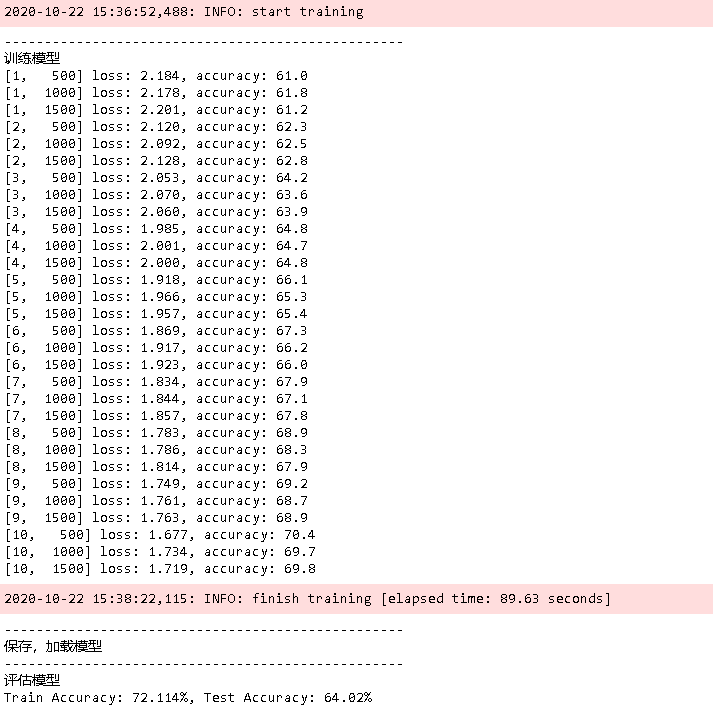 2020-10-22 15:36:52,488: INFO: start training
--------------------------------------------------
训练模型
[1,   500] loss: 2.184, accuracy: 61.0
[1,  1000] loss: 2.178, accuracy: 61.8
[1,  1500] loss: 2.201, accuracy: 61.2
[2,   500] loss: 2.120, accuracy: 62.3
[2,  1000] loss: 2.092, accuracy: 62.5
[2,  1500] loss: 2.128, accuracy: 62.8
[3,   500] loss: 2.053, accuracy: 64.2
[3,  1000] loss: 2.070, accuracy: 63.6
[3,  1500] loss: 2.060, accuracy: 63.9
[4,   500] loss: 1.985, accuracy: 64.8
[4,  1000] loss: 2.001, accuracy: 64.7
[4,  1500] loss: 2.000, accuracy: 64.8
[5,   500] loss: 1.918, accuracy: 66.1
[5,  1000] loss: 1.966, accuracy: 65.3
[5,  1500] loss: 1.957, accuracy: 65.4
[6,   500] loss: 1.869, accuracy: 67.3
[6,  1000] loss: 1.917, accuracy: 66.2
[6,  1500] loss: 1.923, accuracy: 66.0
[7,   500] loss: 1.834, accuracy: 67.9
[7,  1000] loss: 1.844, accuracy: 67.1
[7,  1500] loss: 1.857, accuracy: 67.8
[8,   500] loss: 1.783, accuracy: 68.9
[8,  1000] loss: 1.786, accuracy: 68.3
[8,  1500] loss: 1.814, accuracy: 67.9
[9,   500] loss: 1.749, accuracy: 69.2
[9,  1000] loss: 1.761, accuracy: 68.7
[9,  1500] loss: 1.763, accuracy: 68.9
[10,   500] loss: 1.677, accuracy: 70.4
[10,  1000] loss: 1.734, accuracy: 69.7
[10,  1500] loss: 1.719, accuracy: 69.8
2020-10-22 15:38:22,115: INFO: finish training [elapsed time: 89.63 seconds]
--------------------------------------------------
保存, 加载模型
--------------------------------------------------
评估模型
Train Accuracy: 72.114%, Test Accuracy: 64.02%